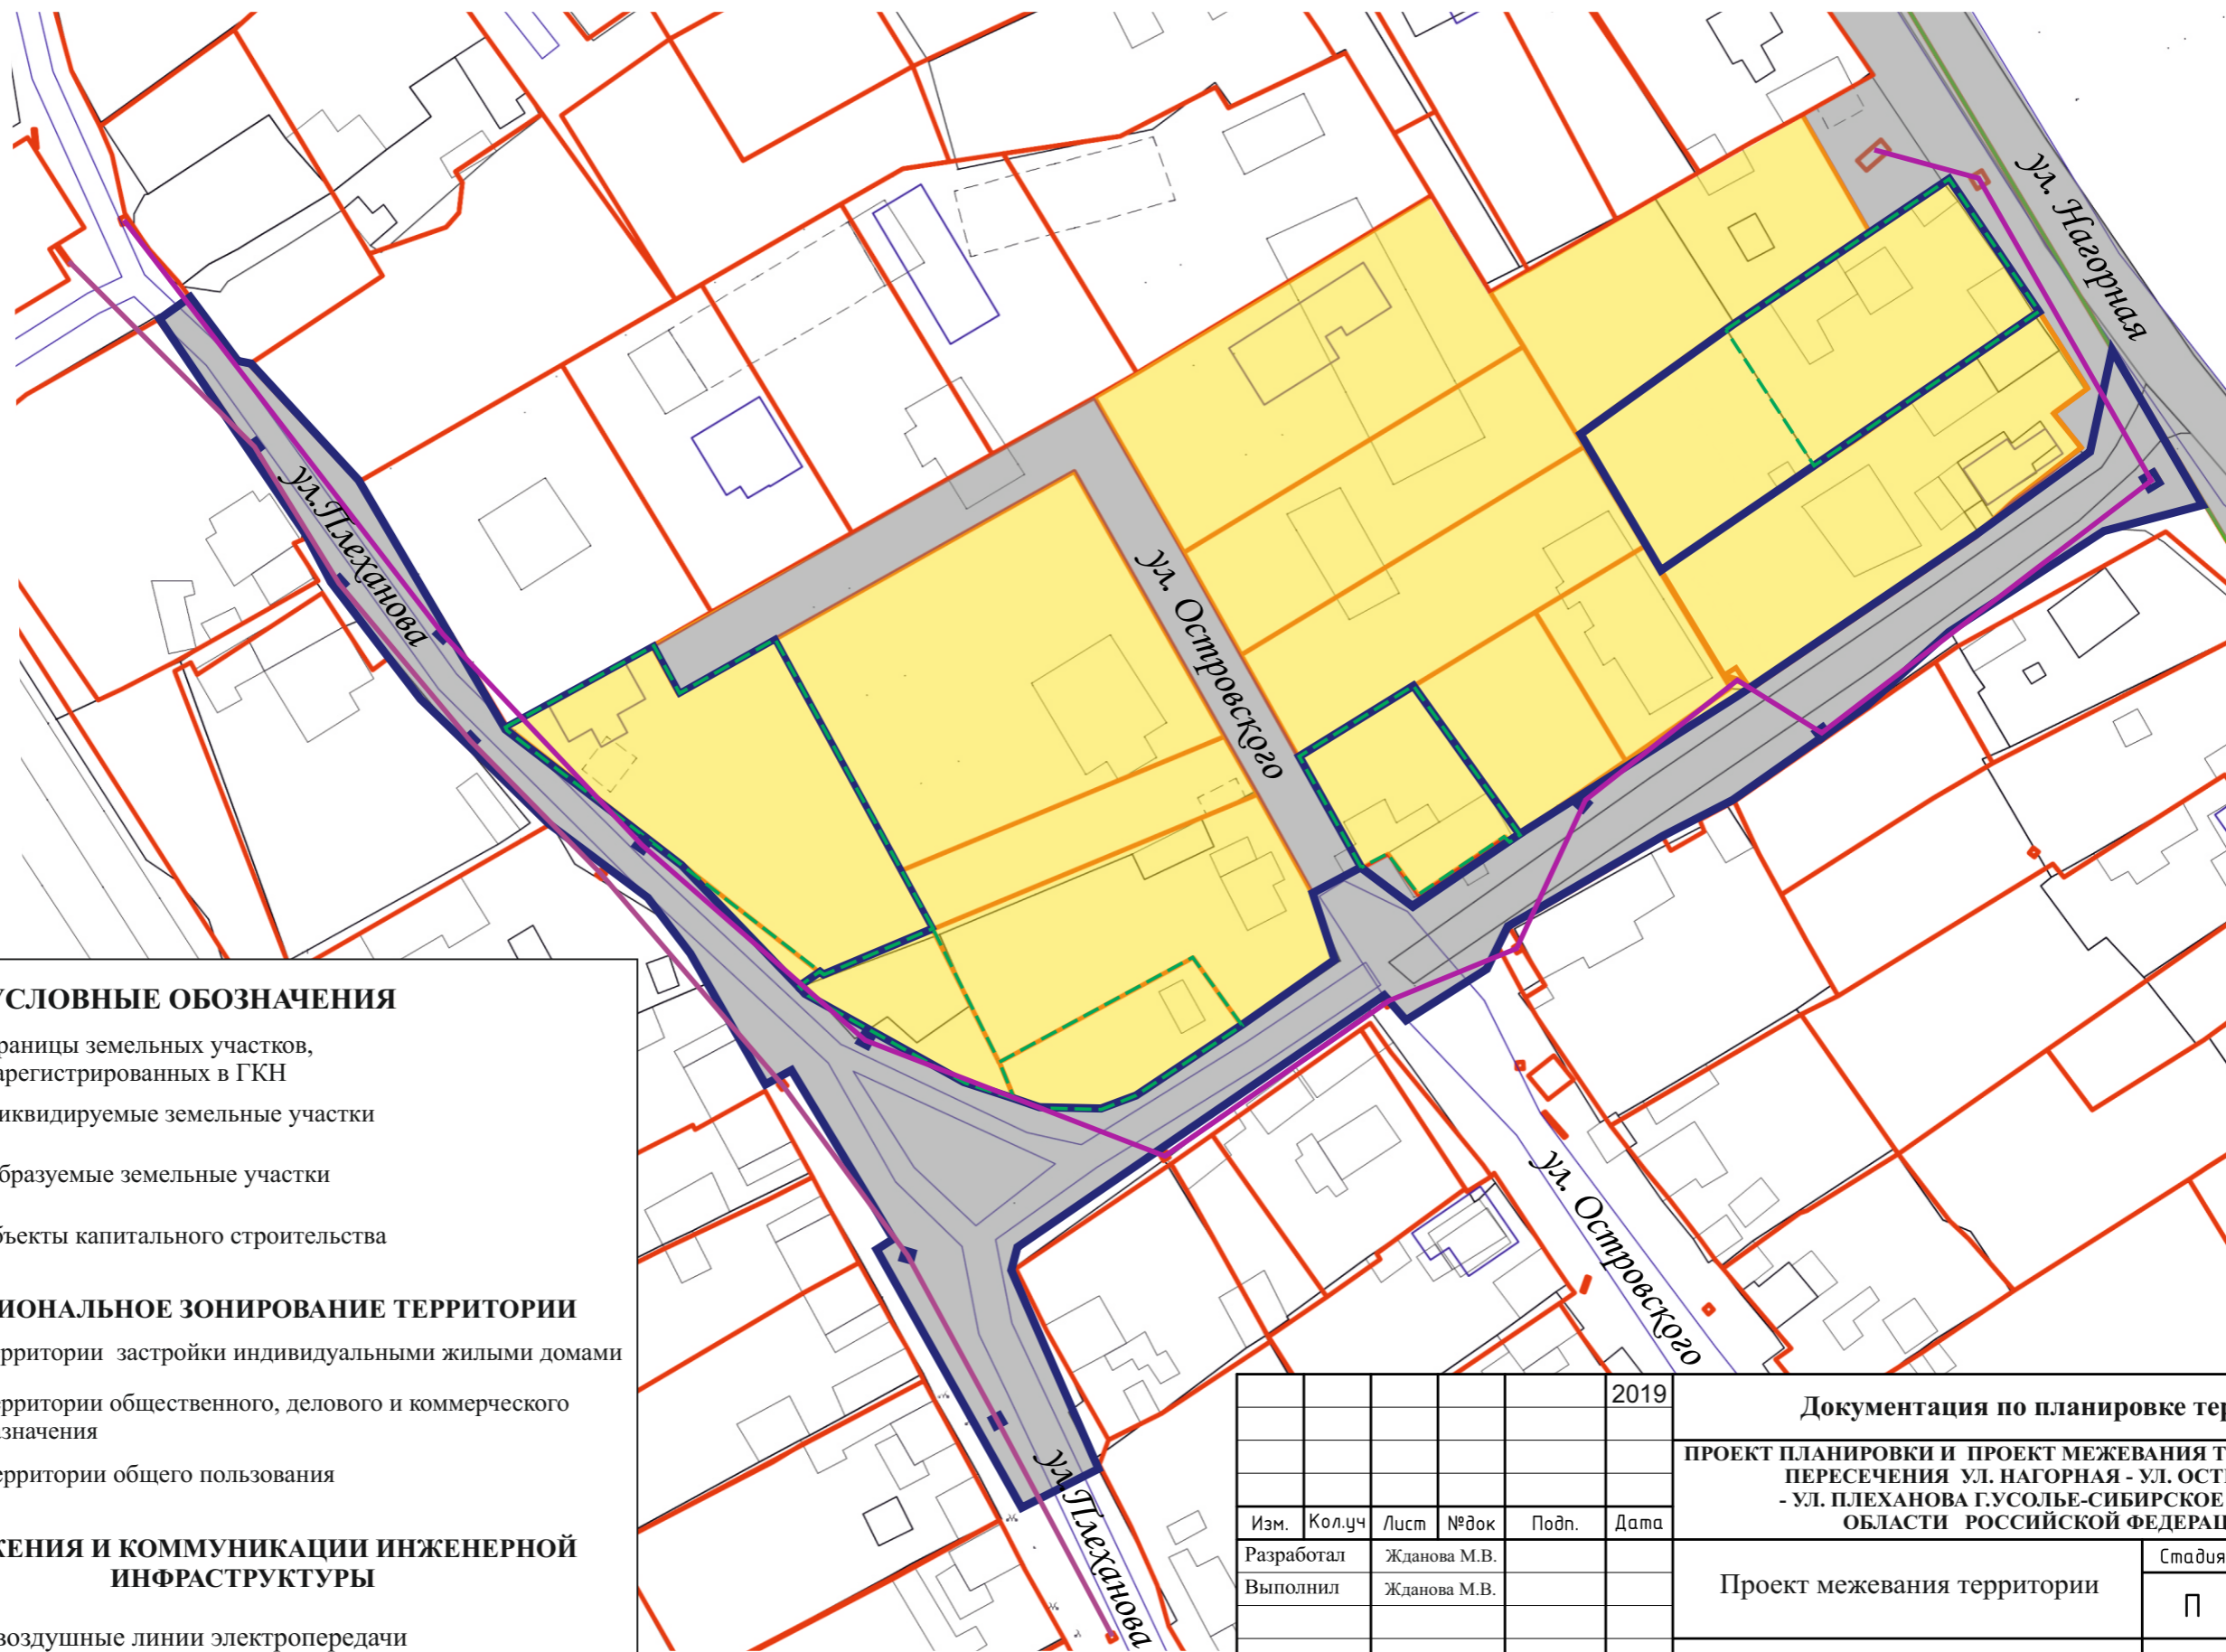 ул. Нагорная
ул.Плеханова
ул. Островского
ул. Островского
ул.Плеханова
УСЛОВНЫЕ ОБОЗНАЧЕНИЯ
раницы земельных участков,
арегистрированных в ГКН
иквидируемые земельные участки
бразуемые земельные участки
бъекты капитального строительства
ИОНАЛЬНОЕ ЗОНИРОВАНИЕ ТЕРРИТОРИИ
рритории застройки индивидуальными жилыми домами
рритории общественного, делового и коммерческого
значения
ерритории общего пользования
ЖЕНИЯ И КОММУНИКАЦИИ ИНЖЕНЕРНОЙ
ИНФРАСТРУКТУРЫ
воздушные линии электропередачи
2019
Документация по планировке тер
ПРОЕКТ ПЛАНИРОВКИ И ПРОЕКТ МЕЖЕВАНИЯ Т
ПЕРЕСЕЧЕНИЯ УЛ. НАГОРНАЯ - УЛ. ОСТ
- УЛ. ПЛЕХАНОВА Г.УСОЛЬЕ-СИБИРСКОЕ
ОБЛАСТИ РОССИЙСКОЙ ФЕДЕРАЦ
Изм. Кол.уч Лист №док Подп. Дата
Разработал Жданова М.В.
Выполнил Жданова М.В.
Проект межевания территории
Стадия
П